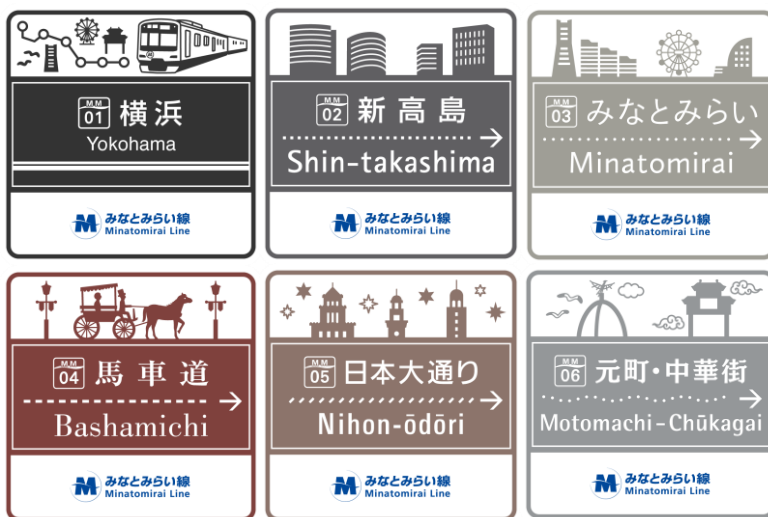 MM
01 横浜
Yokohama
みなとみらい線
Minatomirai Line
MM
02 新高島
Shin-takashima
みなとみらい線
Minatomirai Line
MM
03 みなとみらい
Minatomirai
みなとみらい線
Minatomirai Line
MM
04 馬車道
Bashamichi
みなとみらい線
Minatomirai Line
MM
05 日本大通り
Nihon-ōdōri
みなとみらい線
Minatomirai Line
MM
06 元町・中華街
Motomachi-Chūkagai
みなとみらい線
Minatomirai Line